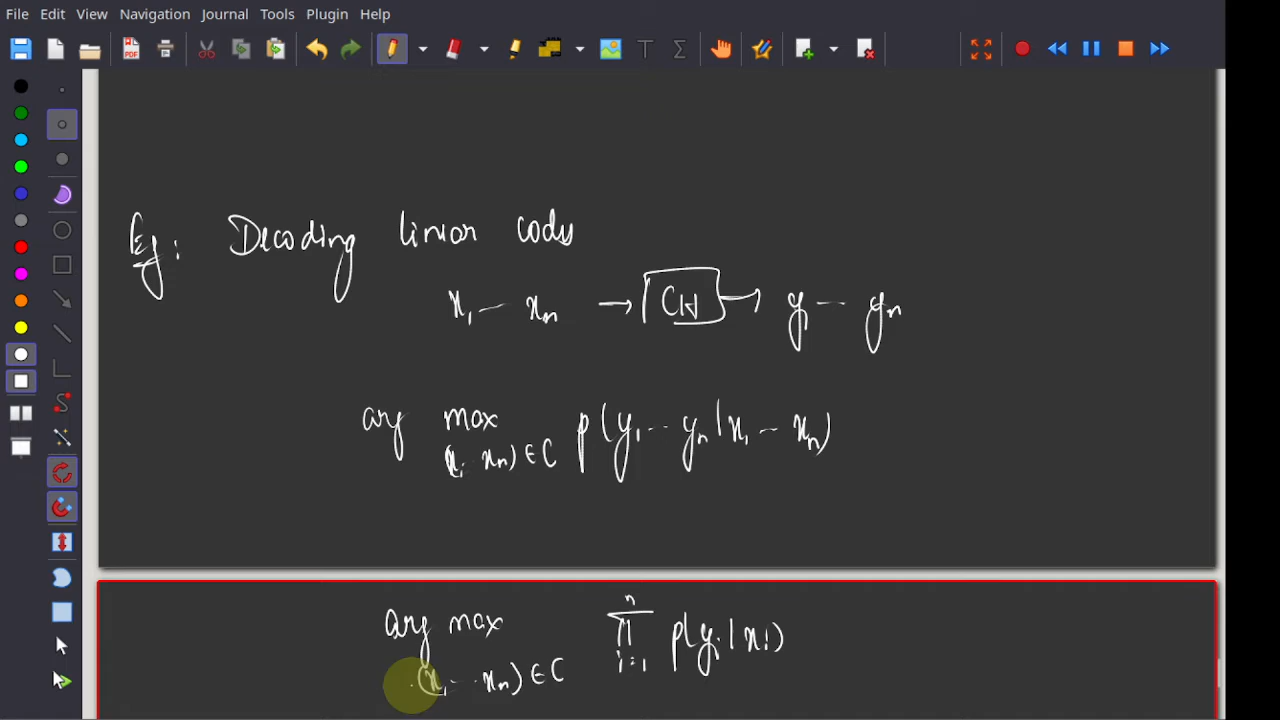 File Edit View Navigation Journal Tools Plugin Help
Eg: Decoding linear codes
x₁ — xₙ → CH → y₁ — yₙ
arg max p(y₁ -- yₙ | x₁ — xₙ)
(x₁ -- xₙ) ∈ C
arg max ∏ p(yᵢ | xᵢ)
n
i=1
(x₁ -- xₙ) ∈ C